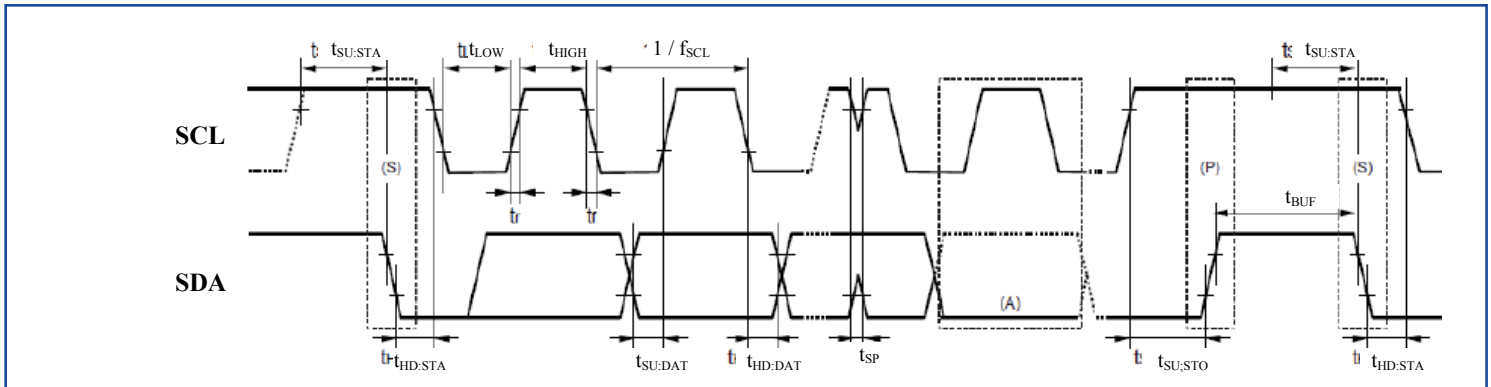 tSU:STA tLOW tHIGH 1 / fSCL tSU:STA
SCL
(S) (P) (S)
tr tr
tBUF
SDA
(A)
tHD:STA tSU:DAT tHD:DAT tSP tSU;STO tHD:STA